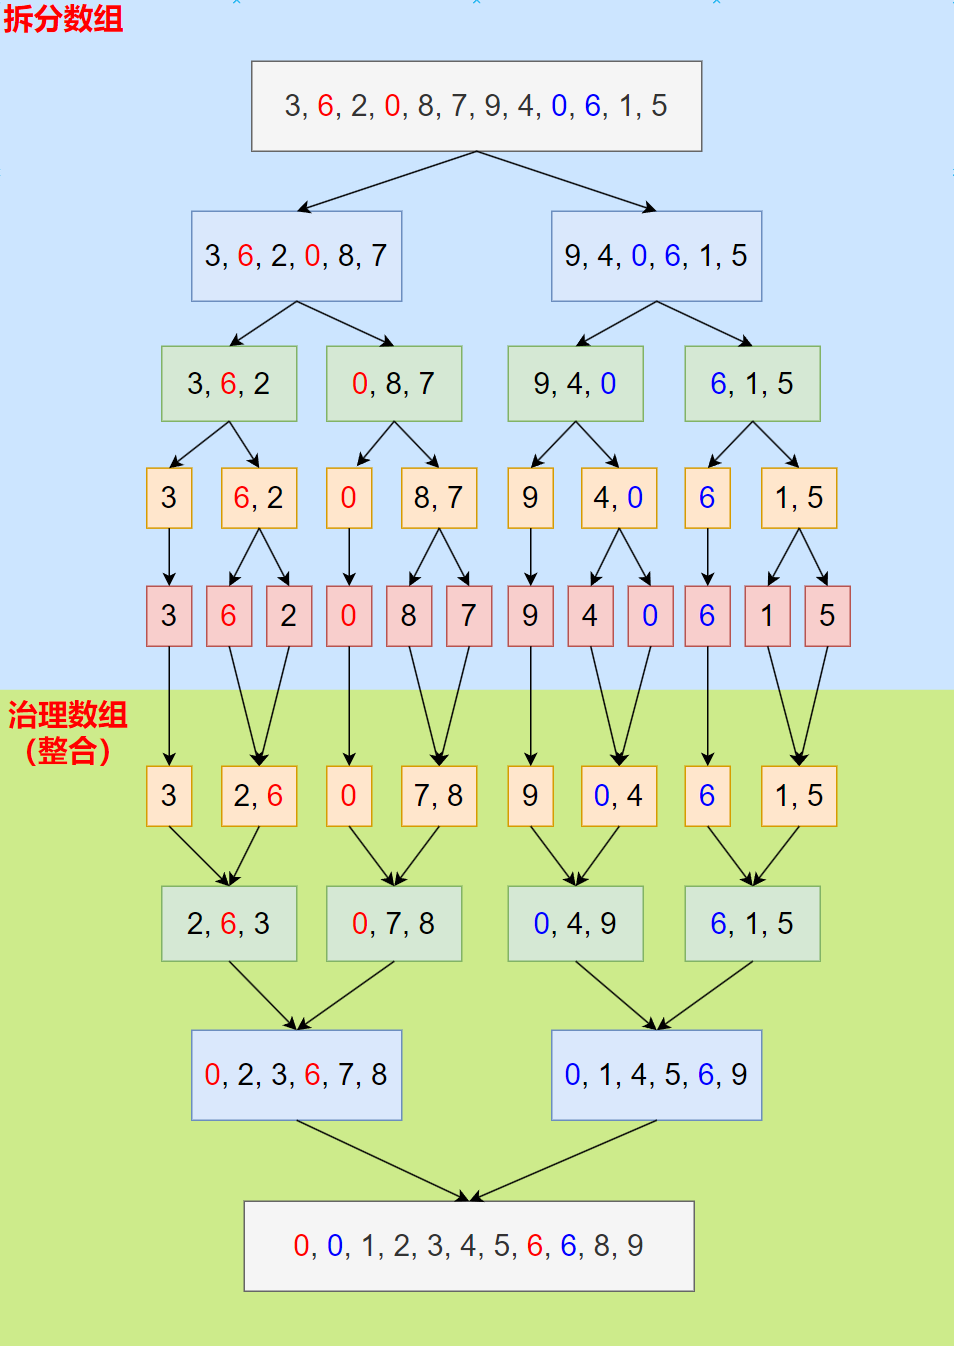 拆分数组
3, 6, 2, 0, 8, 7, 9, 4, 0, 6, 1, 5
3, 6, 2, 0, 8, 7
9, 4, 0, 6, 1, 5
3, 6, 2
0, 8, 7
9, 4, 0
6, 1, 5
3
6, 2
0
8, 7
9
4, 0
6
1, 5
3
6
2
0
8
7
9
4
0
6
1
5
治理数组
（整合）
3
2, 6
0
7, 8
9
0, 4
6
1, 5
2, 6, 3
0, 7, 8
0, 4, 9
6, 1, 5
0, 2, 3, 6, 7, 8
0, 1, 4, 5, 6, 9
0, 0, 1, 2, 3, 4, 5, 6, 6, 8, 9